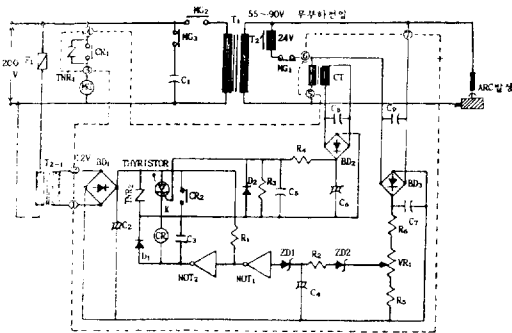 MG₂
T₁
55~90V 무부하전압
MG₃
T₂
24V
CR₁
TNR₁
MG
F₁
200V
C₁
MG₁
CT
ARC발생
C₈
C₉
BD₂
R₄
T₂₋₁
12V
BD₁
THYRISTOR
TNR₂
CR₂
D₂
R₃
C₅
C₆
BD₃
C₇
C₂
K
CR
C₃
R₁
R₆
D₁
NOT₂
NOT₁
ZD1
R₂
ZD2
VR₁
C₄
R₅